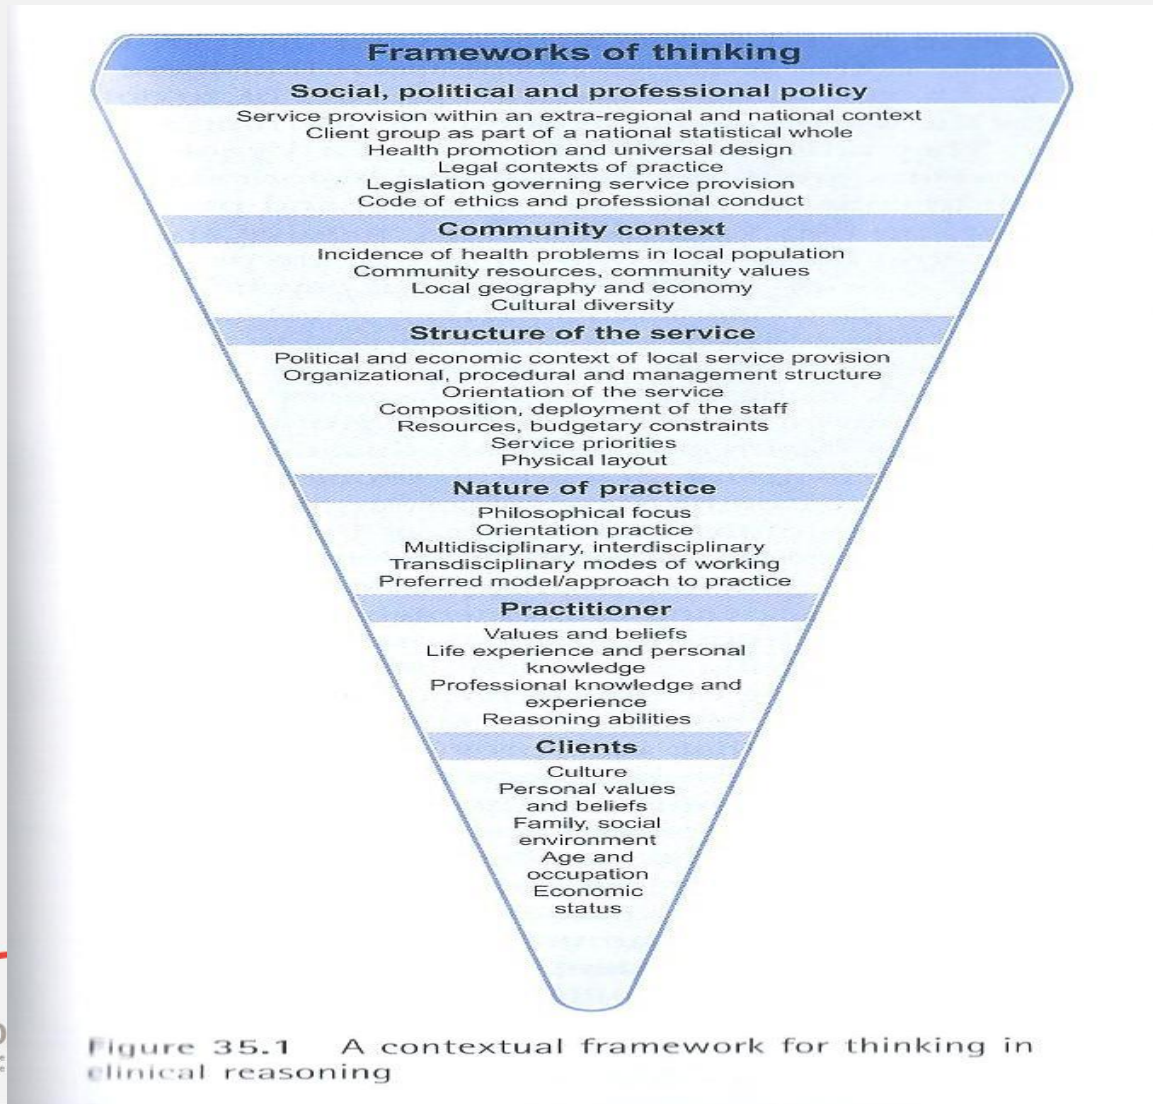 Frameworks of thinking
Social, political and professional policy
Service provision within an extra-regional and national context
Client group as part of a national statistical whole
Health promotion and universal design
Legal contexts of practice
Legislation governing service provision
Code of ethics and professional conduct
Community context
Incidence of health problems in local population
Community resources, community values
Local geography and economy
Cultural diversity
Structure of the service
Political and economic context of local service provision
Organizational, procedural and management structure
Orientation of the service
Composition, deployment of the staff
Resources, budgetary constraints
Service priorities
Physical layout
Nature of practice
Philosophical focus
Orientation practice
Multidisciplinary, interdisciplinary
Transdisciplinary modes of working
Preferred model/approach to practice
Practitioner
Values and beliefs
Life experience and personal
knowledge
Professional knowledge and
experience
Reasoning abilities
Clients
Culture
Personal values
and beliefs
Family, social
environment
Age and
occupation
Economic
status
Figure 35.1 A contextual framework for thinking in
clinical reasoning